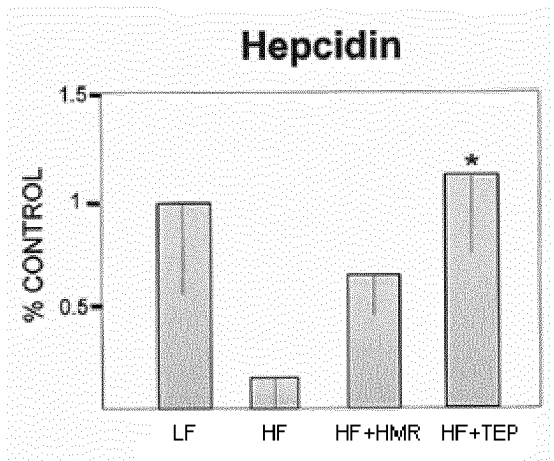 Hepcidin
1.5
1
0.5
% CONTROL
*
LF HF HF+HMR HF+TEP